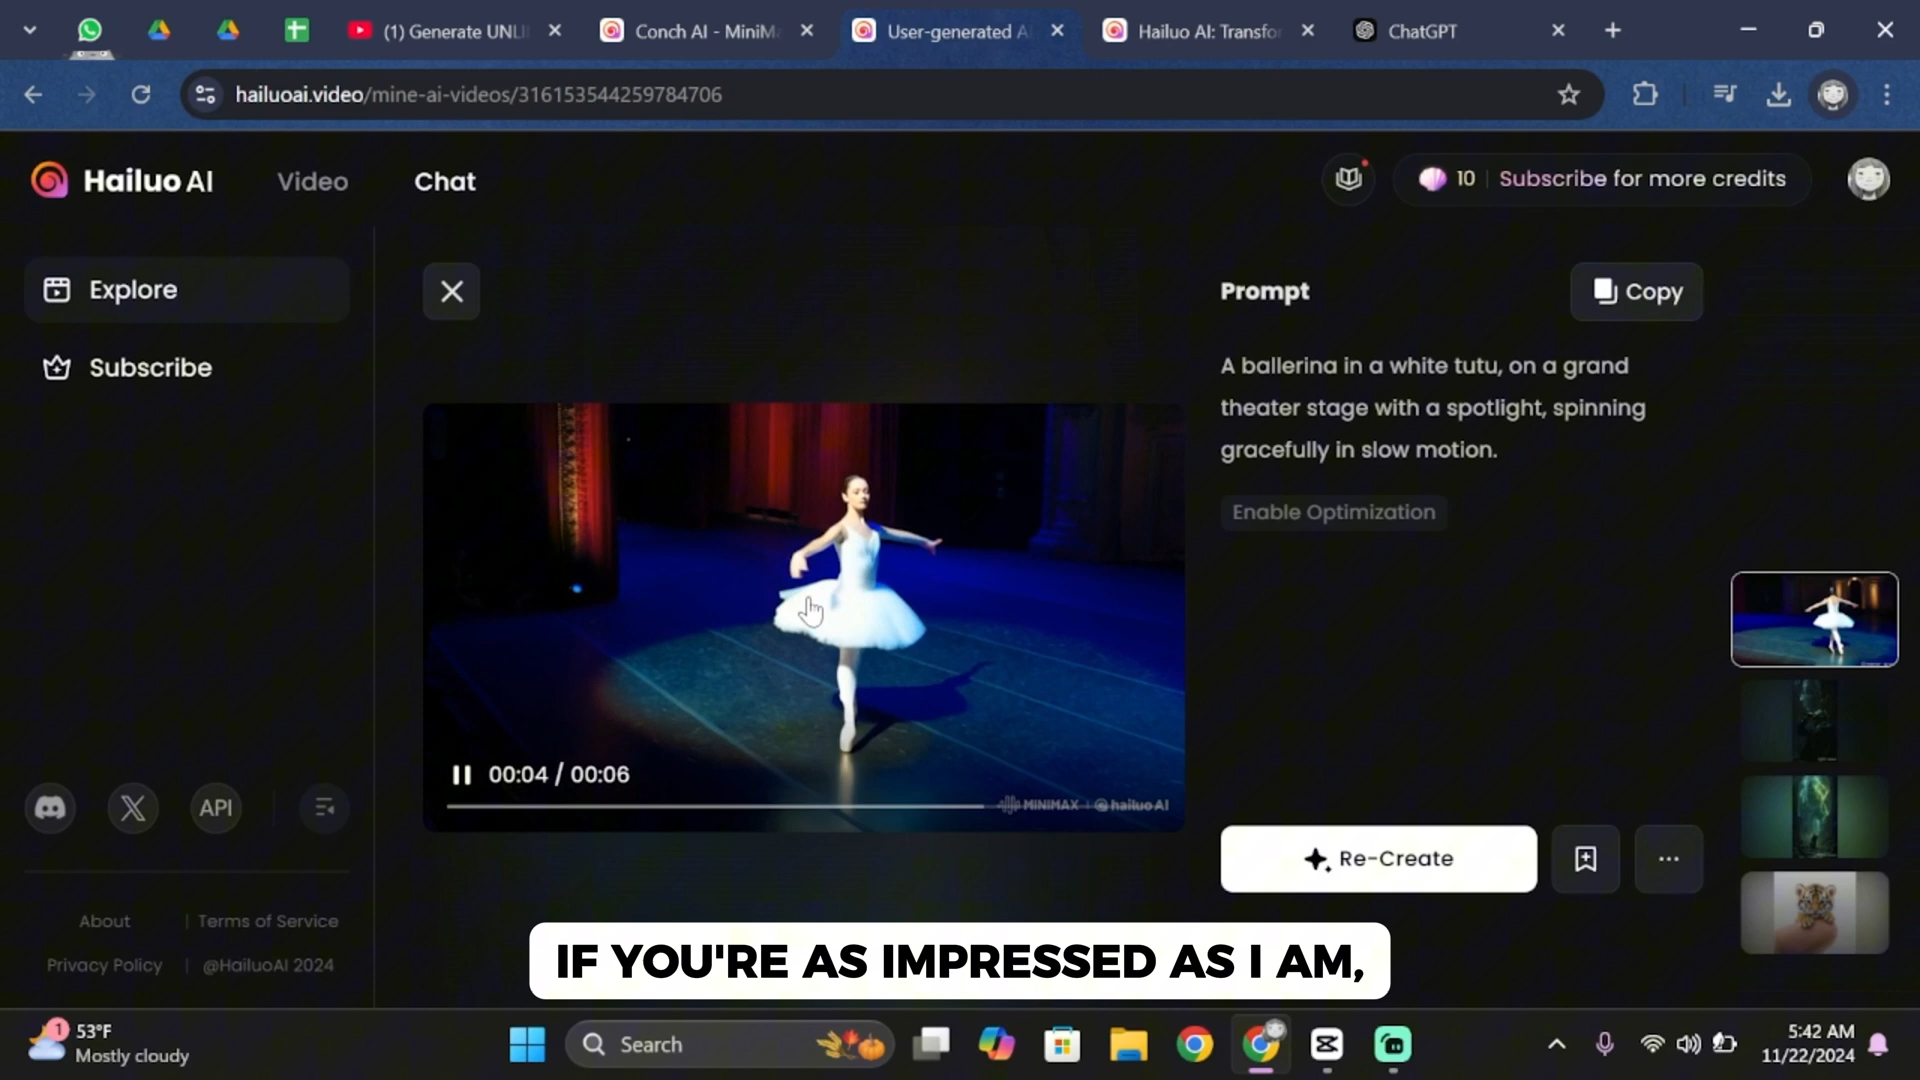 (1) Generate UNLI
Conch AI - MiniMa
User-generated A
Hailuo AI: Transfo
ChatGPT
hailuoai.video/mine-ai-videos/316153544259784706
Hailuo AI
Video
Chat
10
Subscribe for more credits
Explore
Subscribe
Prompt
Copy
A ballerina in a white tutu, on a grand
theater stage with a spotlight, spinning
gracefully in slow motion.
Enable Optimization
00:04 / 00:06
MINIMAX
hailuo AI
API
Re-Create
About | Terms of Service
Privacy Policy | @HailuoAI 2024
IF YOU'RE AS IMPRESSED AS I AM,
1
53°F
Mostly cloudy
Search
5:42 AM
11/22/2024